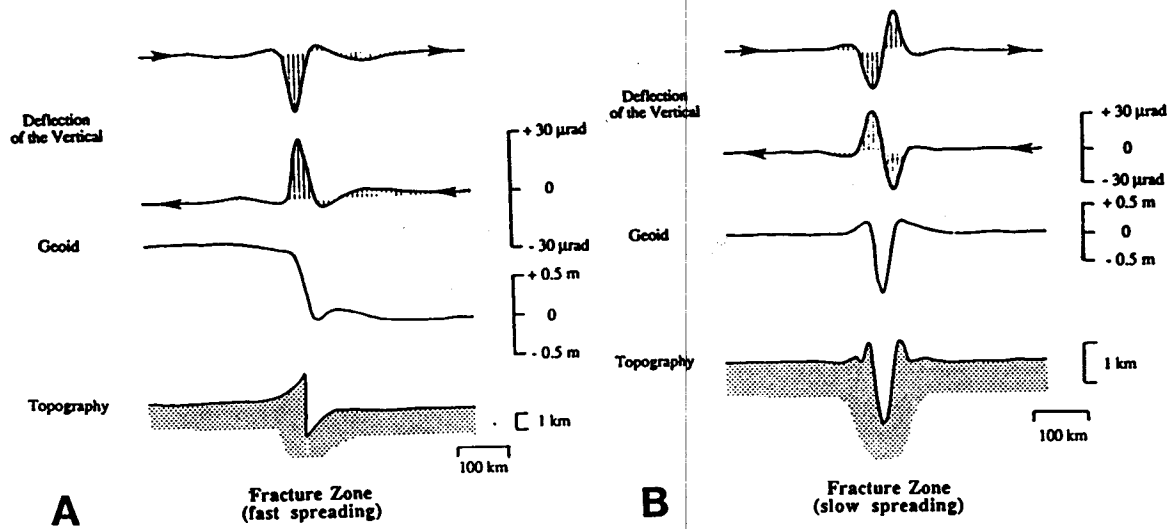 Deflection
of the Vertical
+ 30 μrad
0
- 30 μrad
Geoid
+ 0.5 m
0
- 0.5 m
Topography
1 km
100 km
Fracture Zone
(fast spreading)
A
Deflection
of the Vertical
+ 30 μrad
0
- 30 μrad
Geoid
+ 0.5 m
0
- 0.5 m
Topography
1 km
100 km
Fracture Zone
(slow spreading)
B